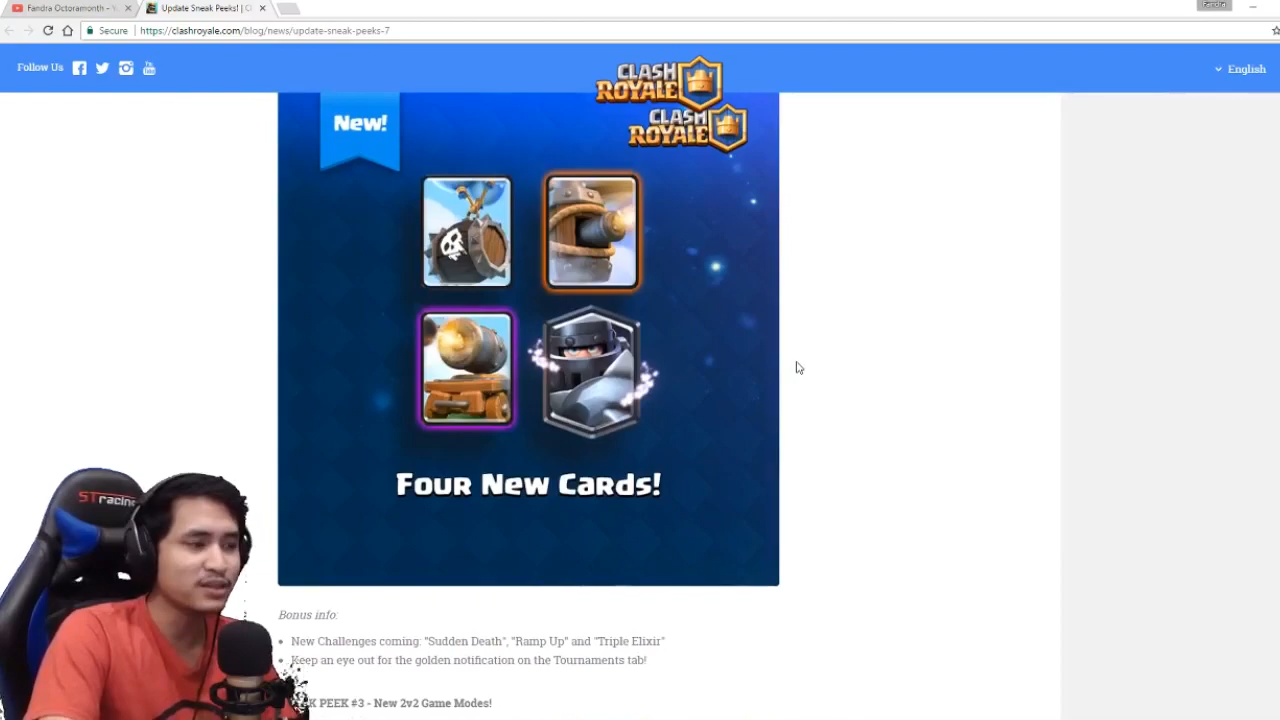 Fandra Octoramonth - Y
Update Sneak Peeks! | C
Fandra
Secure
https://clashroyale.com/blog/news/update-sneak-peeks-7
Follow Us
You
Tube
CLASH
ROYALE
English
CLASH
ROYALE
New!
Four New Cards!
STracing
Bonus info:
New Challenges coming: "Sudden Death", "Ramp Up" and "Triple Elixir"
Keep an eye out for the golden notification on the Tournaments tab!
K PEEK #3 - New 2v2 Game Modes!